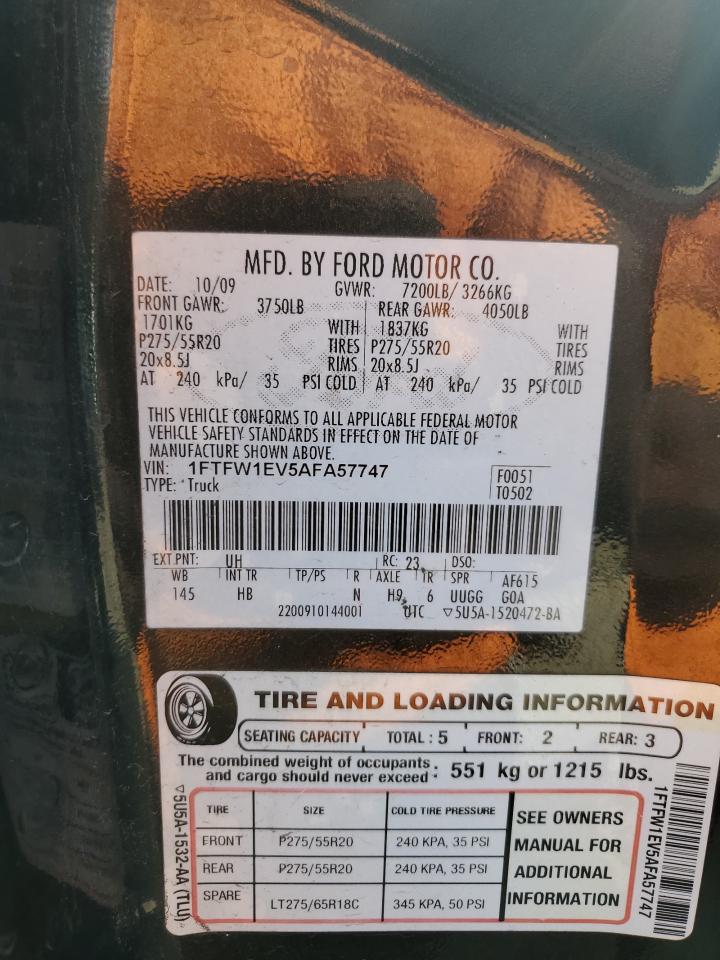 MFD. BY FORD MOTOR CO.
DATE: 10/09 GVWR: 7200LB/ 3266KG
FRONT GAWR: 3750LB REAR GAWR: 4050LB
1701KG WITH 1837KG WITH
P275/55R20 TIRES P275/55R20 TIRES
20x8.5J RIMS 20x8.5J RIMS
AT 240 kPa/ 35 PSI COLD AT 240 kPa/ 35 PSI COLD
THIS VEHICLE CONFORMS TO ALL APPLICABLE FEDERAL MOTOR
VEHICLE SAFETY STANDARDS IN EFFECT ON THE DATE OF
MANUFACTURE SHOWN ABOVE.
VIN: 1FTFW1EV5AFA57747 F0051
TYPE: Truck T0502
EXT PNT: UH RC: 23 DSO:
WB INT TR TP/PS R AXLE TR SPR AF615
145 HB N H9 6 UUGG GOA
2200910144001 UTC ▽5U5A-1520472-BA
TIRE AND LOADING INFORMATION
SEATING CAPACITY TOTAL : 5 FRONT: 2 REAR: 3
The combined weight of occupants
and cargo should never exceed : 551 kg or 1215 lbs.
TIRE SIZE COLD TIRE PRESSURE
FRONT P275/55R20 240 KPA, 35 PSI
REAR P275/55R20 240 KPA, 35 PSI
SPARE LT275/65R18C 345 KPA, 50 PSI
SEE OWNERS
MANUAL FOR
ADDITIONAL
INFORMATION
▽5U5A-1532-AA (TLU)
1FTFW1EV5AFA57747